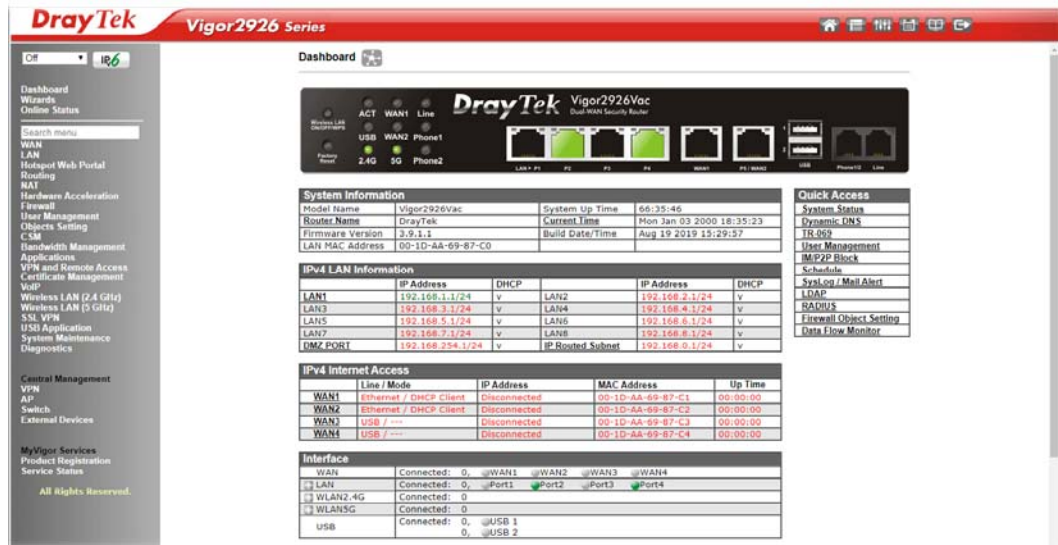 DrayTek Vigor2926 Series
Off IPv6
Dashboard
Wizards
Online Status
Search menu
WAN
LAN
Hotspot Web Portal
Routing
NAT
Hardware Acceleration
Firewall
User Management
Objects Setting
CSM
Bandwidth Management
Applications
VPN and Remote Access
Certificate Management
VoIP
Wireless LAN (2.4 GHz)
Wireless LAN (5 GHz)
SSL VPN
USB Application
System Maintenance
Diagnostics
Central Management
VPN
AP
Switch
External Devices
MyVigor Services
Product Registration
Service Status
All Rights Reserved.
Dashboard
DrayTek Vigor2926Vac
Dual-WAN Security Router
Wireless LAN
ON/OFF/WPS
ACT WAN1 Line
USB WAN2 Phone1
Factory
Reset
2.4G 5G Phone2
LAN P1 P2 P3 P4 WAN1 P5 / WAN2 1 2 USB Phone1/2 Line
System Information
Model Name Vigor2926Vac System Up Time 66:35:46
Router Name DrayTek Current Time Mon Jan 03 2000 18:35:23
Firmware Version 3.9.1.1 Build Date/Time Aug 19 2019 15:29:57
LAN MAC Address 00-1D-AA-69-87-C0
IPv4 LAN Information
IP Address DHCP IP Address DHCP
LAN1 192.168.1.1/24 v LAN2 192.168.2.1/24 v
LAN3 192.168.3.1/24 v LAN4 192.168.4.1/24 v
LAN5 192.168.5.1/24 v LAN6 192.168.6.1/24 v
LAN7 192.168.7.1/24 v LAN8 192.168.8.1/24 v
DMZ PORT 192.168.254.1/24 v IP Routed Subnet 192.168.0.1/24 v
IPv4 Internet Access
Line / Mode IP Address MAC Address Up Time
WAN1 Ethernet / DHCP Client Disconnected 00-1D-AA-69-87-C1 00:00:00
WAN2 Ethernet / DHCP Client Disconnected 00-1D-AA-69-87-C2 00:00:00
WAN3 USB / --- Disconnected 00-1D-AA-69-87-C3 00:00:00
WAN4 USB / --- Disconnected 00-1D-AA-69-87-C4 00:00:00
Interface
WAN Connected: 0, WAN1 WAN2 WAN3 WAN4
LAN Connected: 0, Port1 Port2 Port3 Port4
WLAN2.4G Connected: 0
WLAN5G Connected: 0
USB Connected: 0, USB 1
0, USB 2
Quick Access
System Status
Dynamic DNS
TR-069
User Management
IM/P2P Block
Schedule
SysLog / Mail Alert
LDAP
RADIUS
Firewall Object Setting
Data Flow Monitor